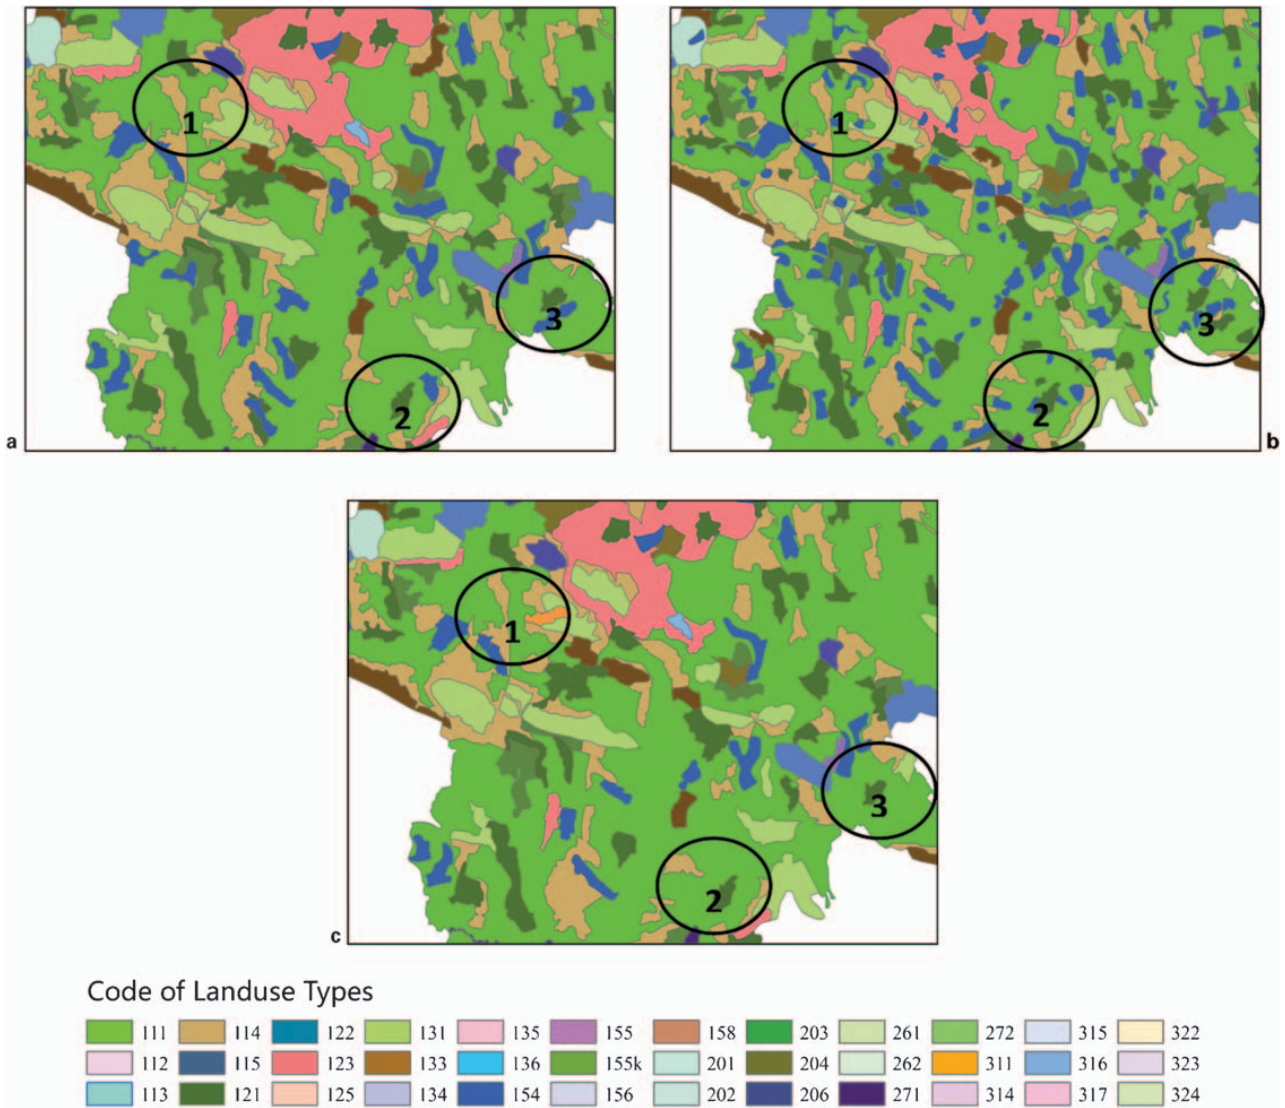 1
2
3
a
1
2
3
b
1
2
3
c
Code of Landuse Types
111 114 122 131 135 155 158 203 261 272 315 322
112 115 123 133 136 155k 201 204 262 311 316 323
113 121 125 134 154 156 202 206 271 314 317 324